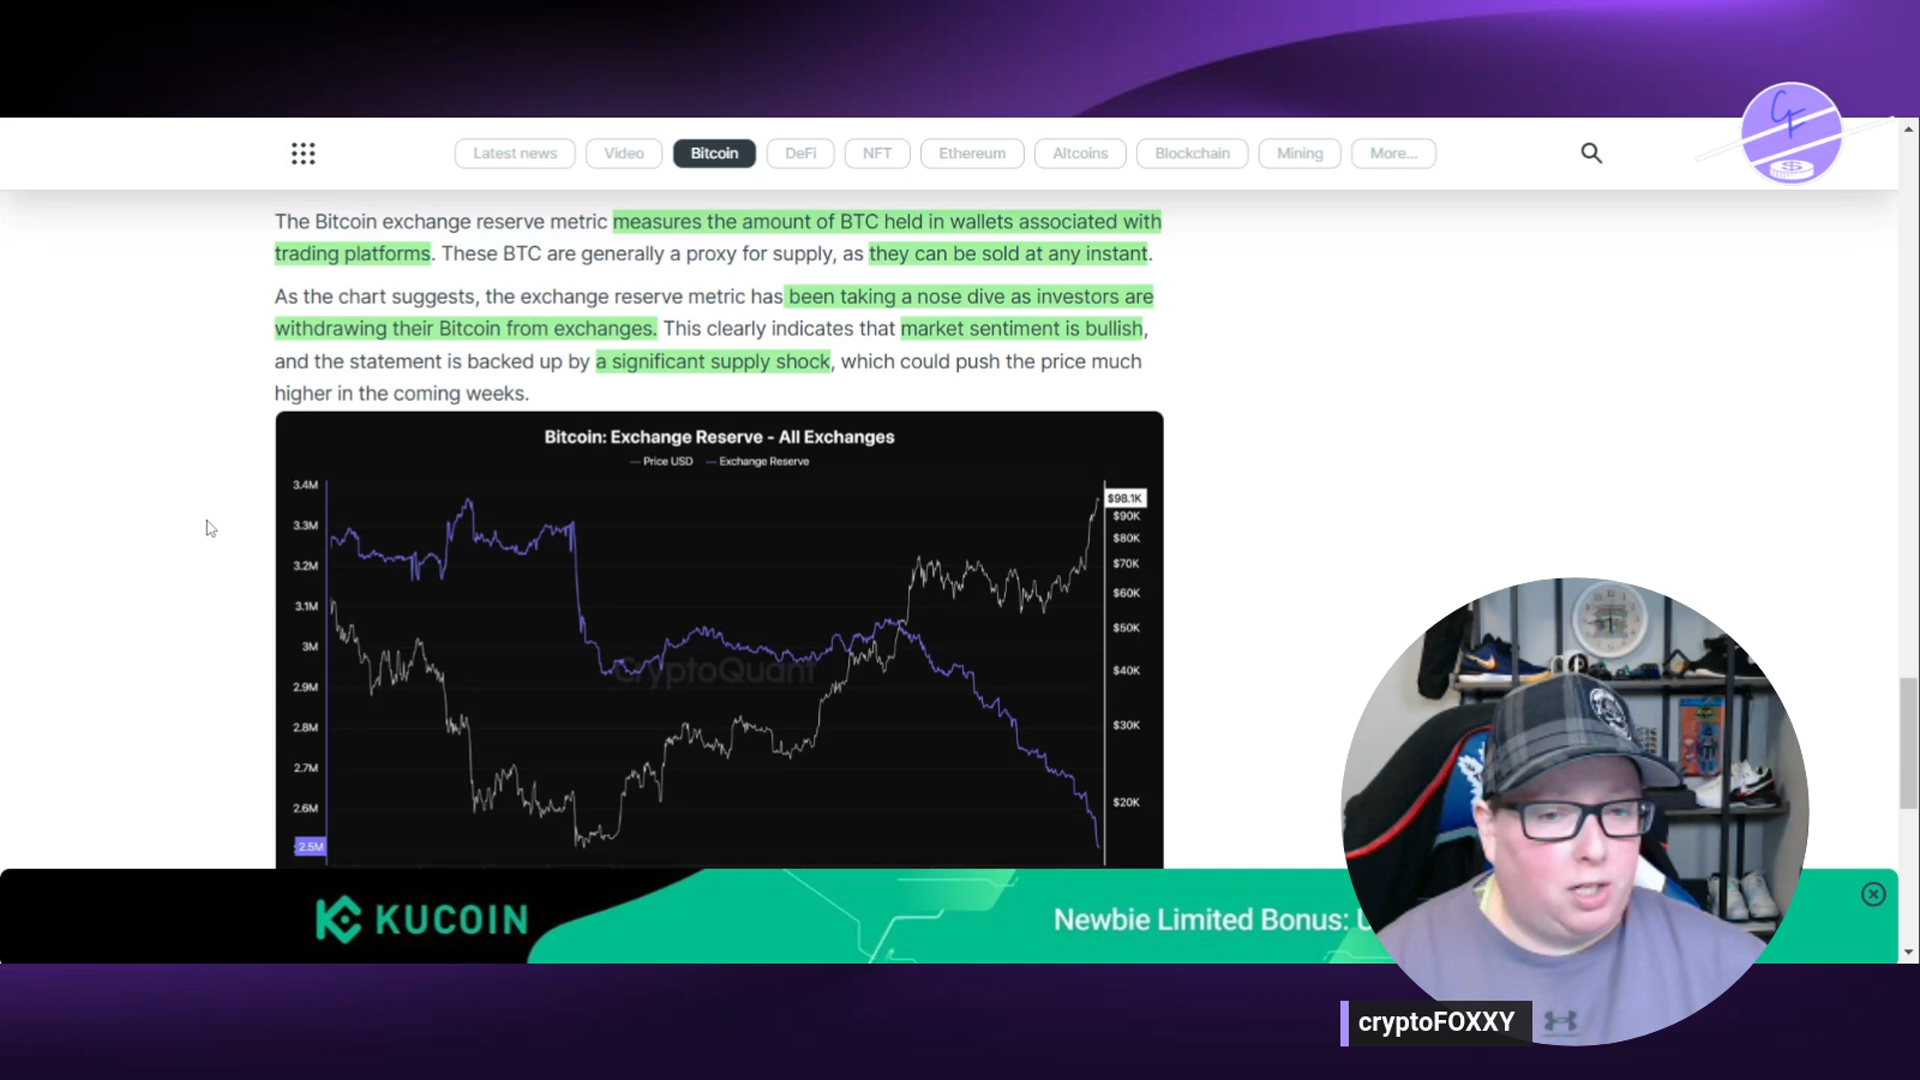 Latest news Video Bitcoin DeFi NFT Ethereum Altcoins Blockchain Mining More...
The Bitcoin exchange reserve metric measures the amount of BTC held in wallets associated with
trading platforms. These BTC are generally a proxy for supply, as they can be sold at any instant.
As the chart suggests, the exchange reserve metric has been taking a nose dive as investors are
withdrawing their Bitcoin from exchanges. This clearly indicates that market sentiment is bullish,
and the statement is backed up by a significant supply shock, which could push the price much
higher in the coming weeks.
Bitcoin: Exchange Reserve - All Exchanges
Price USD Exchange Reserve
3.4M
$98.1K
3.3M
$90K
$80K
3.2M
$70K
3.1M
$60K
3M
$50K
CryptoQuant
2.9M
$40K
2.8M
$30K
2.7M
2.6M
$20K
2.5M
KUCOIN
Newbie Limited Bonus:
cryptoFOXXY